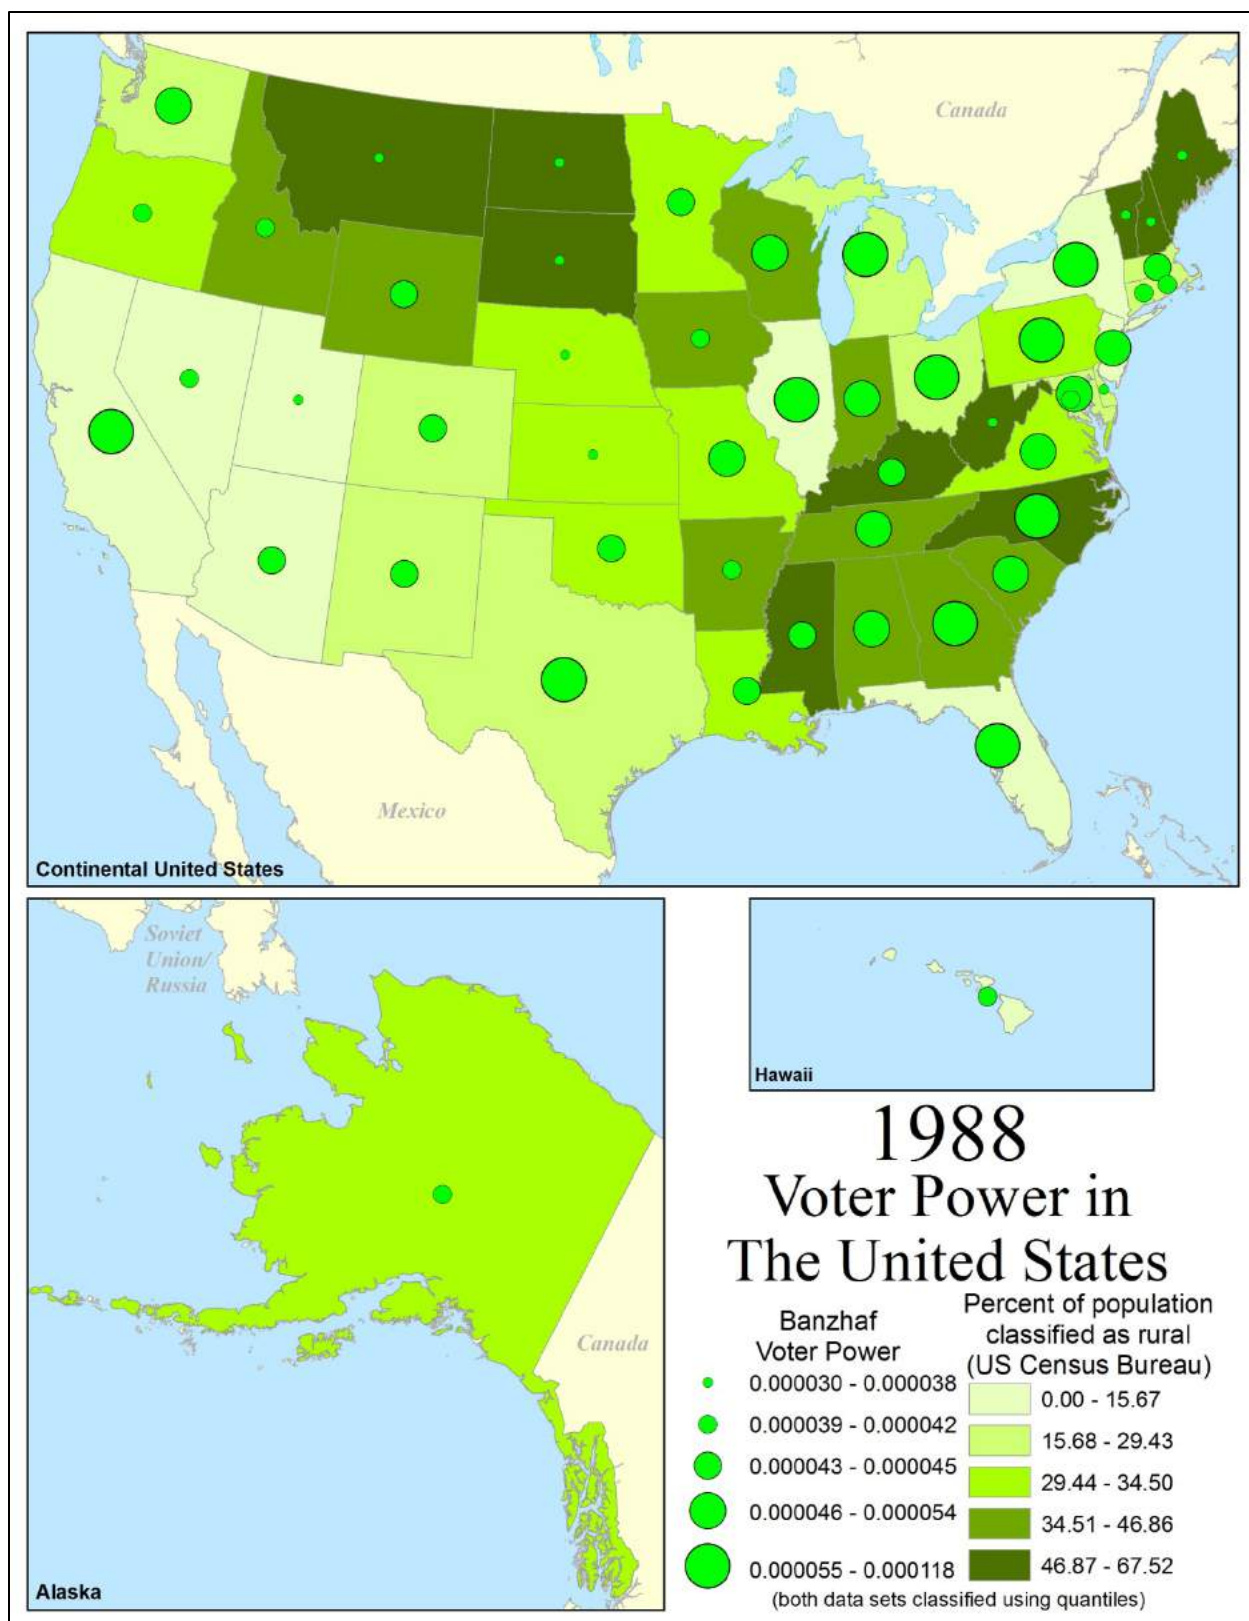 Canada
Mexico
Continental United States
Soviet
Union/
Russia
Canada
Alaska
Hawaii
1988
Voter Power in
The United States
Banzhaf
Voter Power
0.000030 - 0.000038
0.000039 - 0.000042
0.000043 - 0.000045
0.000046 - 0.000054
0.000055 - 0.000118
Percent of population
classified as rural
(US Census Bureau)
0.00 - 15.67
15.68 - 29.43
29.44 - 34.50
34.51 - 46.86
46.87 - 67.52
(both data sets classified using quantiles)